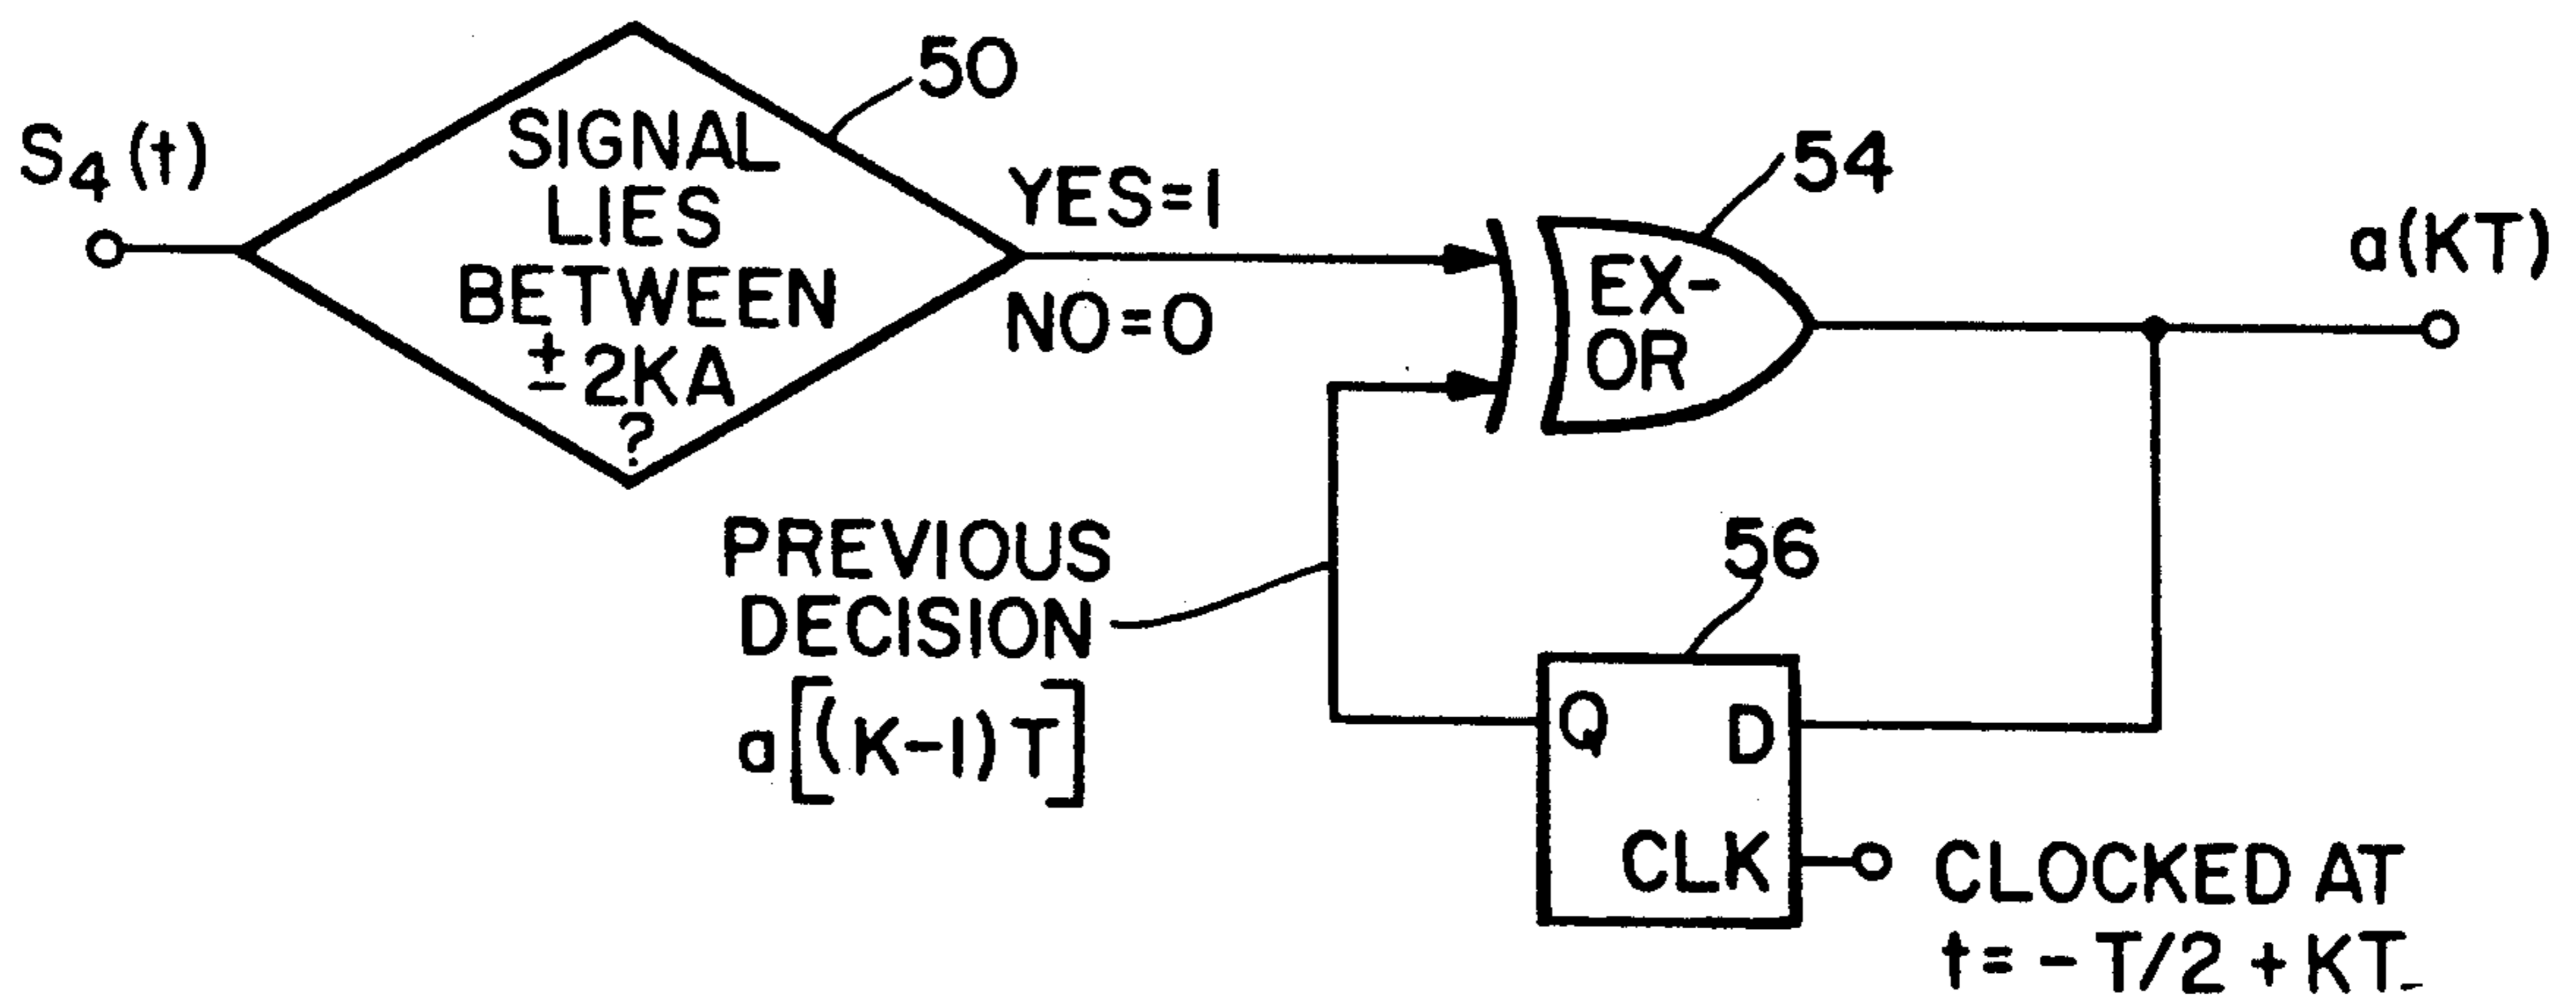 S4(t)
SIGNAL
LIES
BETWEEN
± 2KA
?
50
YES=1
NO=0
54
EX-
OR
a(KT)
PREVIOUS
DECISION
a[(K-1)T]
56
Q D
CLK
CLOCKED AT
t= - T/2 + KT